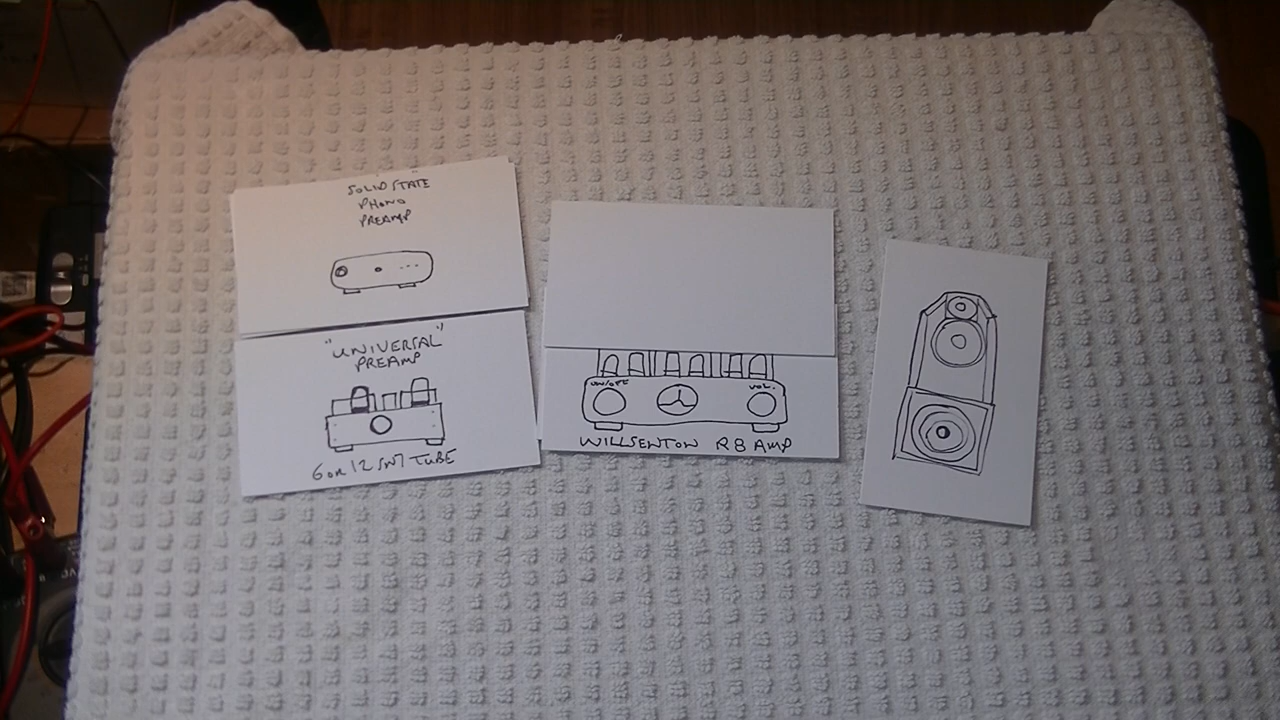 SOLID STATE
PHONO
PREAMP
"UNIVERSAL"
PREAMP
6 OR 12 SN7 TUBE
ON/OFF
VOL.
WILLSENTON R8 AMP